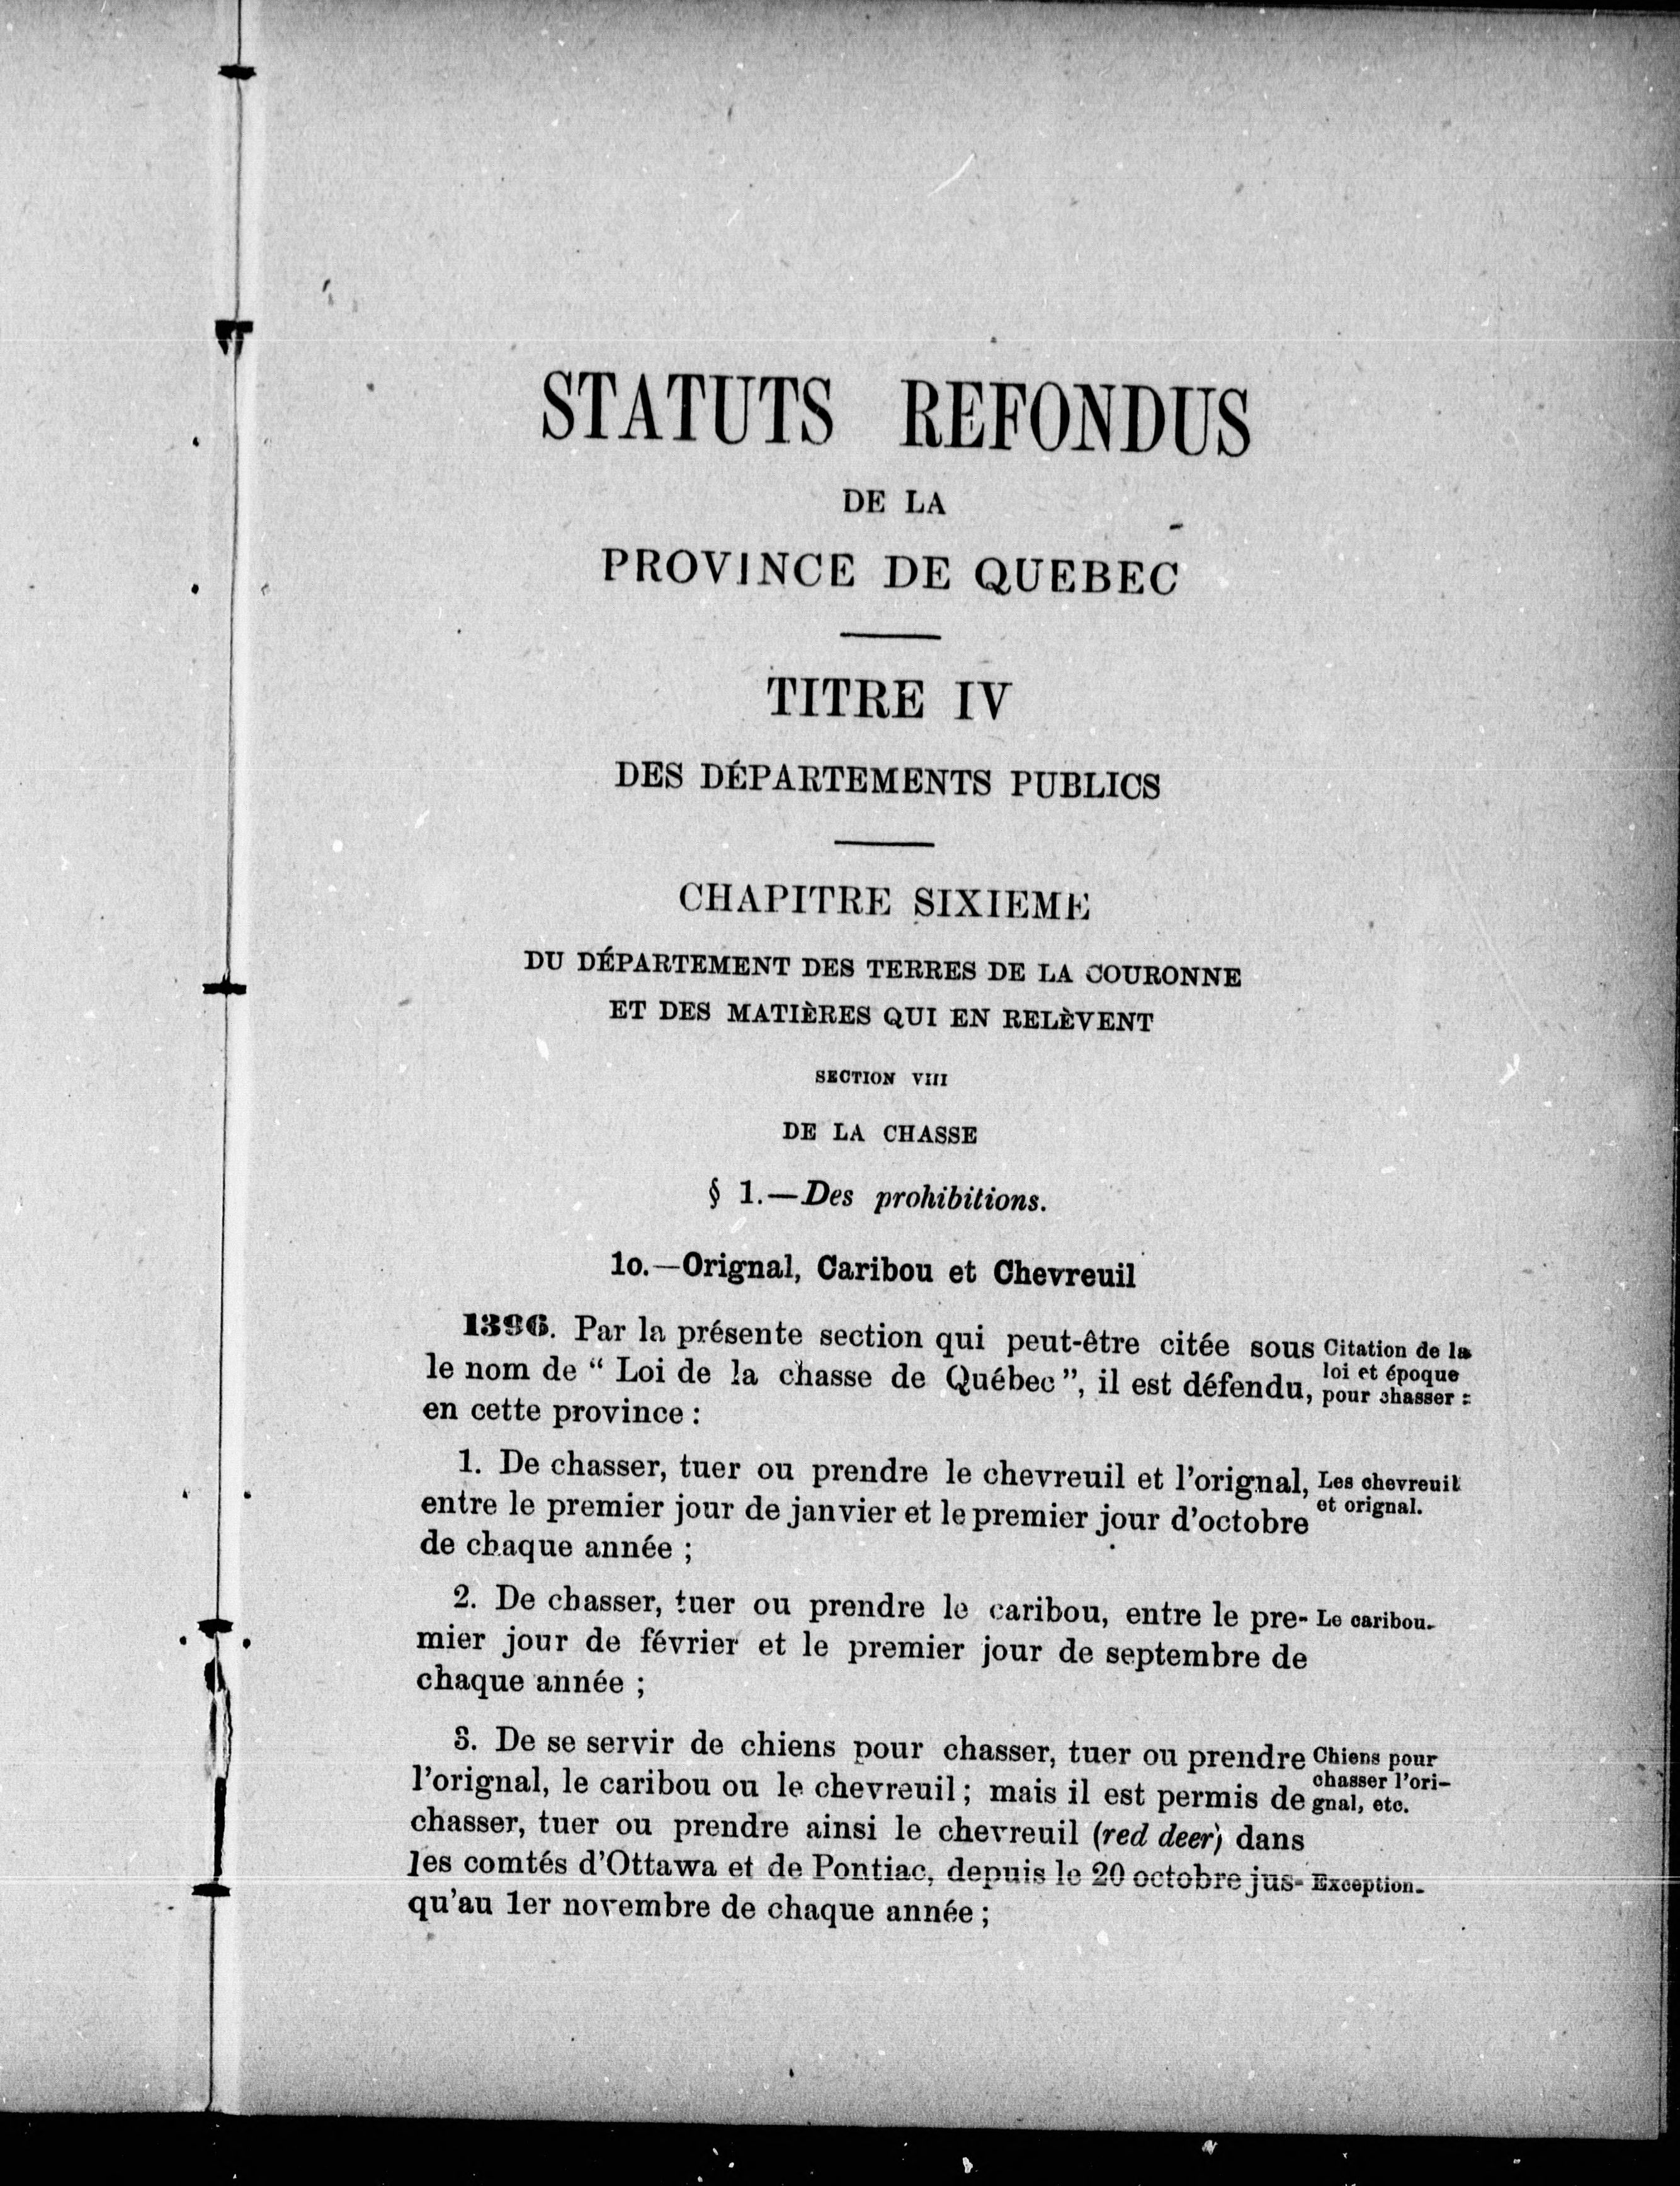 STATUTS REFONDUS
DE LA
PROVINCE DE QUEBEC
TITRE IV
DES DÉPARTEMENTS PUBLICS
CHAPITRE SIXIEME
DU DÉPARTEMENT DES TERRES DE LA COURONNE
ET DES MATIÈRES QUI EN RELÈVENT
SECTION VIII
DE LA CHASSE
§ 1.—Des prohibitions.
1o.—Orignal, Caribou et Chevreuil
1396. Par la présente section qui peut-être citée sous
le nom de “ Loi de la chasse de Québec ”, il est défendu,
en cette province :
Citation de la
loi et époque
pour chasser :
1. De chasser, tuer ou prendre le chevreuil et l’orignal,
entre le premier jour de janvier et le premier jour d’octobre
de chaque année ;
Les chevreuil
et orignal.
2. De chasser, tuer ou prendre le caribou, entre le pre-
mier jour de février et le premier jour de septembre de
chaque année ;
Le caribou.
3. De se servir de chiens pour chasser, tuer ou prendre
l’orignal, le caribou ou le chevreuil ; mais il est permis de
chasser, tuer ou prendre ainsi le chevreuil (red deer) dans
les comtés d’Ottawa et de Pontiac, depuis le 20 octobre jus-
qu’au 1er novembre de chaque année ;
Chiens pour
chasser l’ori-
gnal, etc.
Exception.